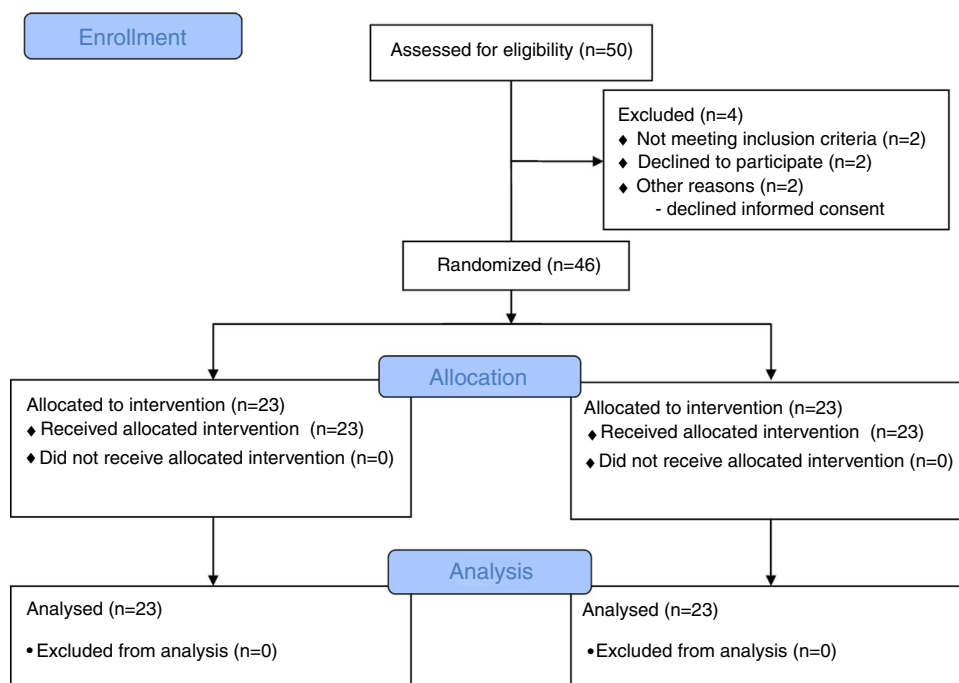 Enrollment
Assessed for eligibility (n=50)
Excluded (n=4)
♦ Not meeting inclusion criteria (n=2)
♦ Declined to participate (n=2)
♦ Other reasons (n=2)
- declined informed consent
Randomized (n=46)
Allocation
Allocated to intervention (n=23)
♦ Received allocated intervention (n=23)
♦ Did not receive allocated intervention (n=0)
Allocated to intervention (n=23)
♦ Received allocated intervention (n=23)
♦ Did not receive allocated intervention (n=0)
Analysis
Analysed (n=23)
• Excluded from analysis (n=0)
Analysed (n=23)
• Excluded from analysis (n=0)